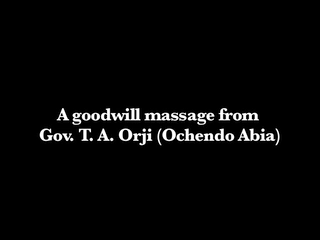 A goodwill massage from
Gov. T. A. Orji (Ochendo Abia)